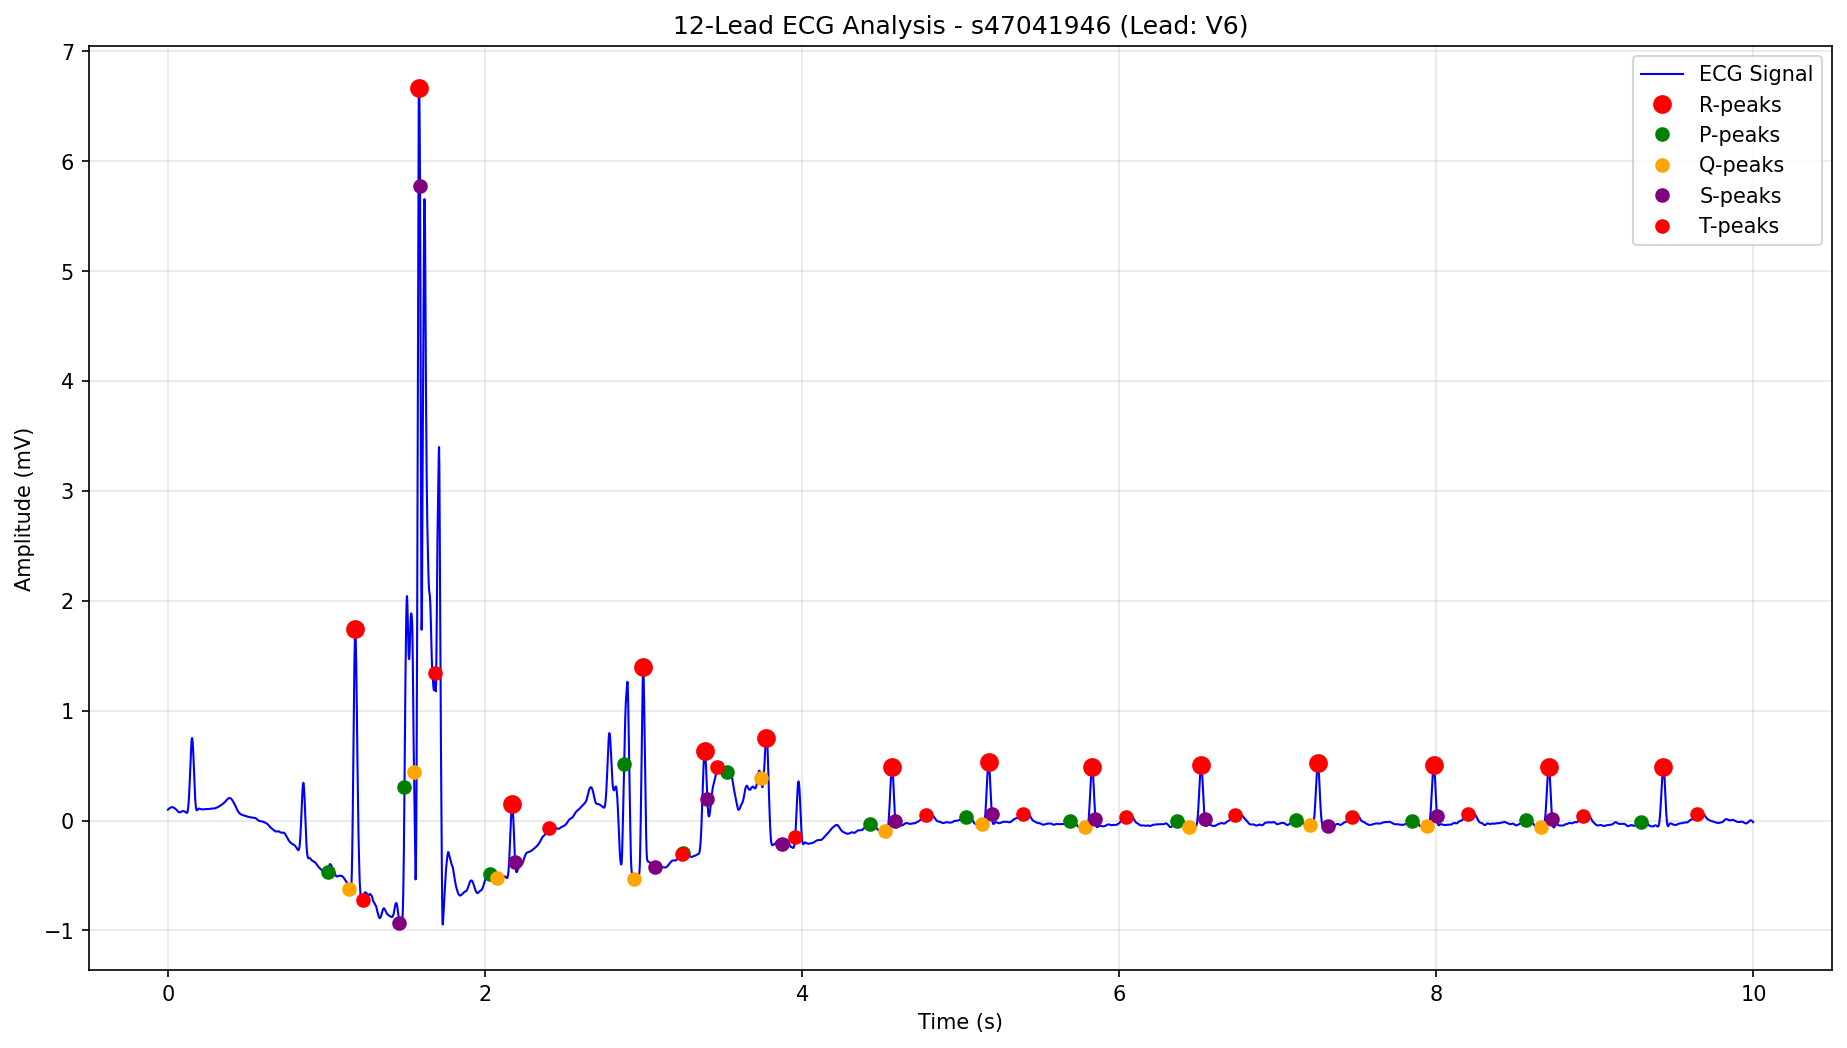 12-Lead ECG Analysis - s47041946 (Lead: V6)
ECG Signal
R-peaks
P-peaks
Q-peaks
S-peaks
T-peaks
Amplitude (mV)
7
6
5
4
3
2
1
0
−1
0 2 4 6 8 10
Time (s)